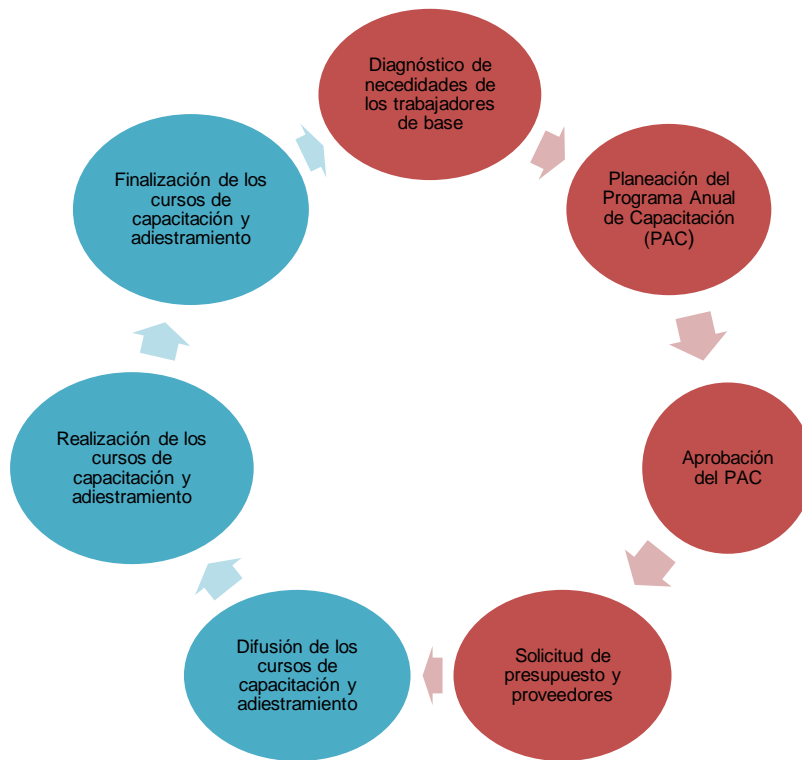 Diagnóstico de
necedidades de
los trabajadores
de base
Planeación del
Programa Anual
de Capacitación
(PAC)
Aprobación
del PAC
Solicitud de
presupuesto y
proveedores
Difusión de los
cursos de
capacitación y
adiestramiento
Realización de los
cursos de
capacitación y
adiestramiento
Finalización de los
cursos de
capacitación y
adiestramiento